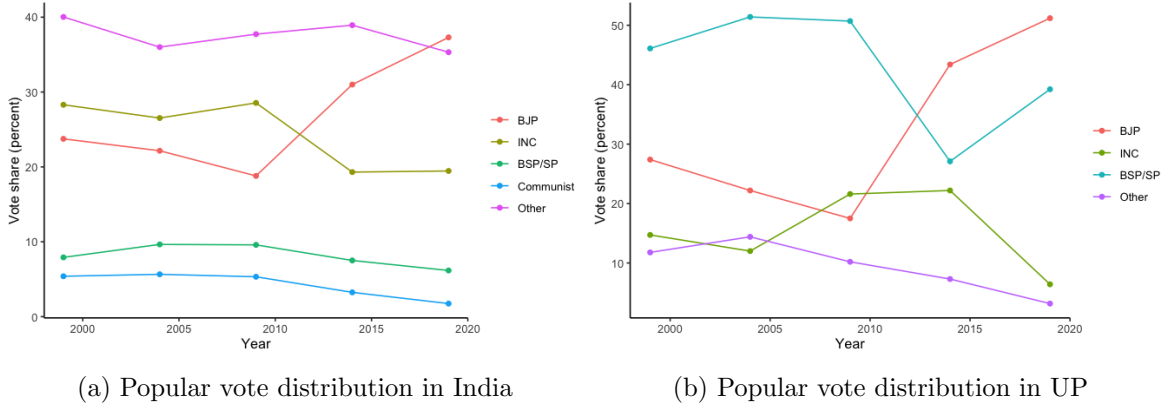 40
30
20
10
0
Vote share (percent)
2000 2005 2010 2015 2020
Year
BJP
INC
BSP/SP
Communist
Other
(a) Popular vote distribution in India
50
40
30
20
10
Vote share (percent)
2000 2005 2010 2015 2020
Year
BJP
INC
BSP/SP
Other
(b) Popular vote distribution in UP